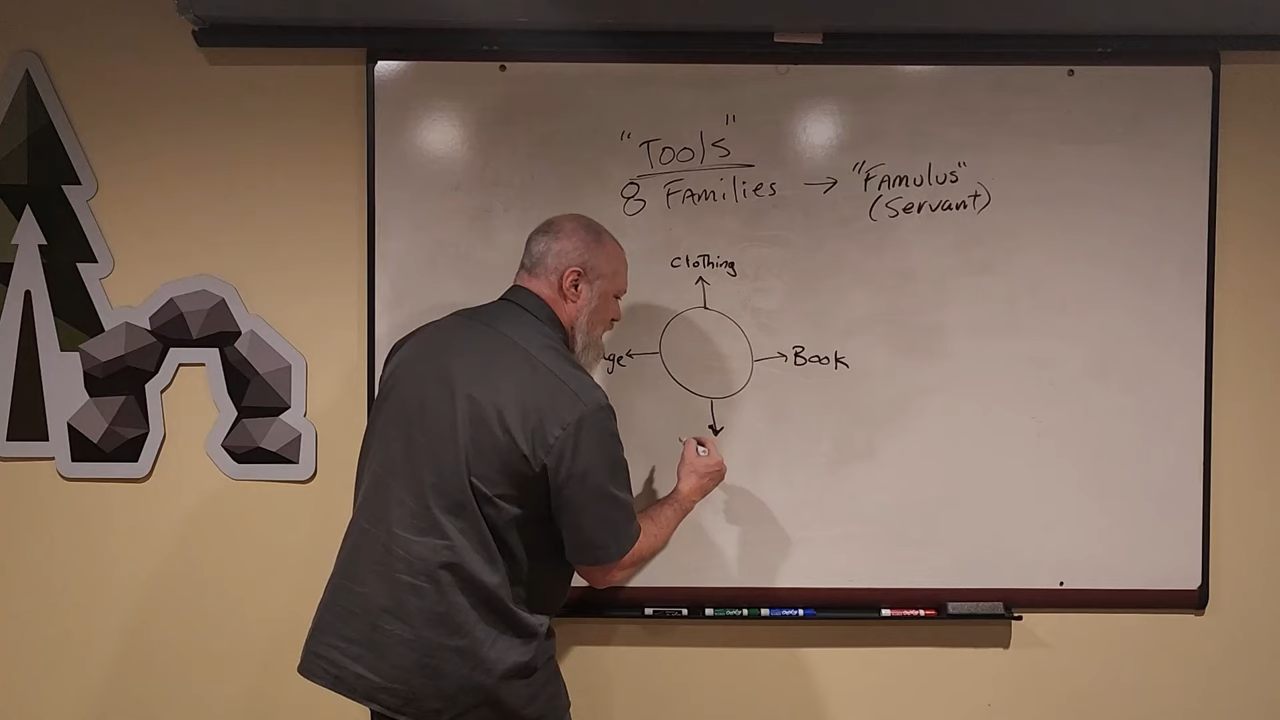 "Tools"
8 Families → "Famulus"
(Servant)
Clothing
Book